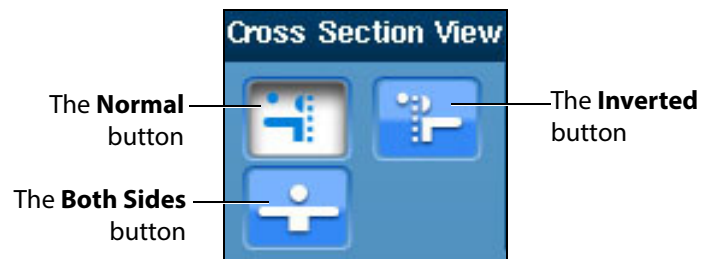 Cross Section View
The Normal
button
The Inverted
button
The Both Sides
button